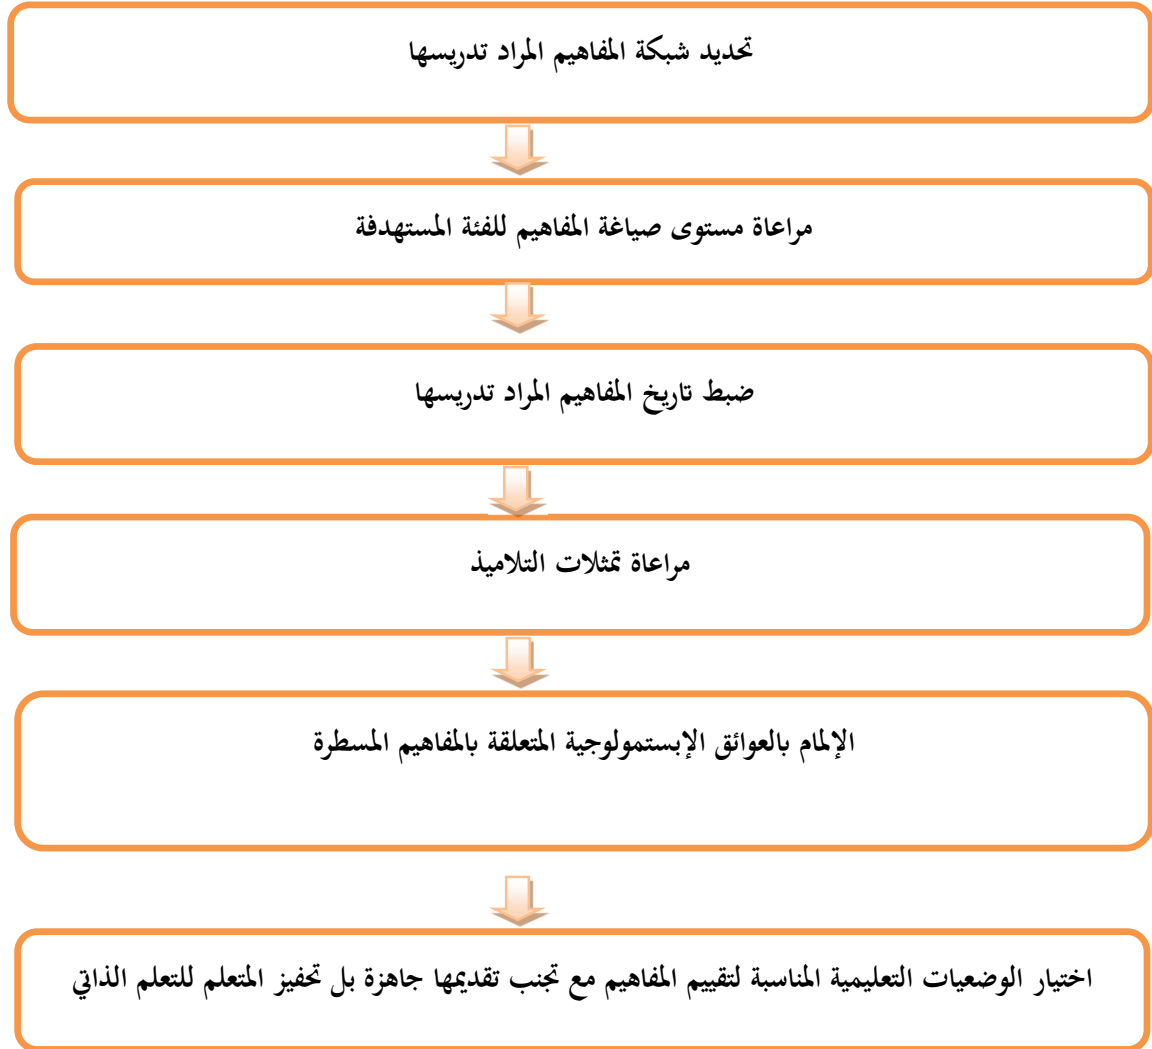 تحديد شبكة المفاهيم المراد تدريسها
مراعاة مستوى صياغة المفاهيم للفئة المستهدفة
ضبط تاريخ المفاهيم المراد تدريسها
مراعاة تمثلات التلاميذ
الإلمام بالعوائق الإبستمولوجية المتعلقة بالمفاهيم المسطرة
اختيار الوضعيات التعليمية المناسبة لتقييم المفاهيم مع تجنب تقديمها جاهزة بل تحفيز المتعلم للتعلم الذاتي